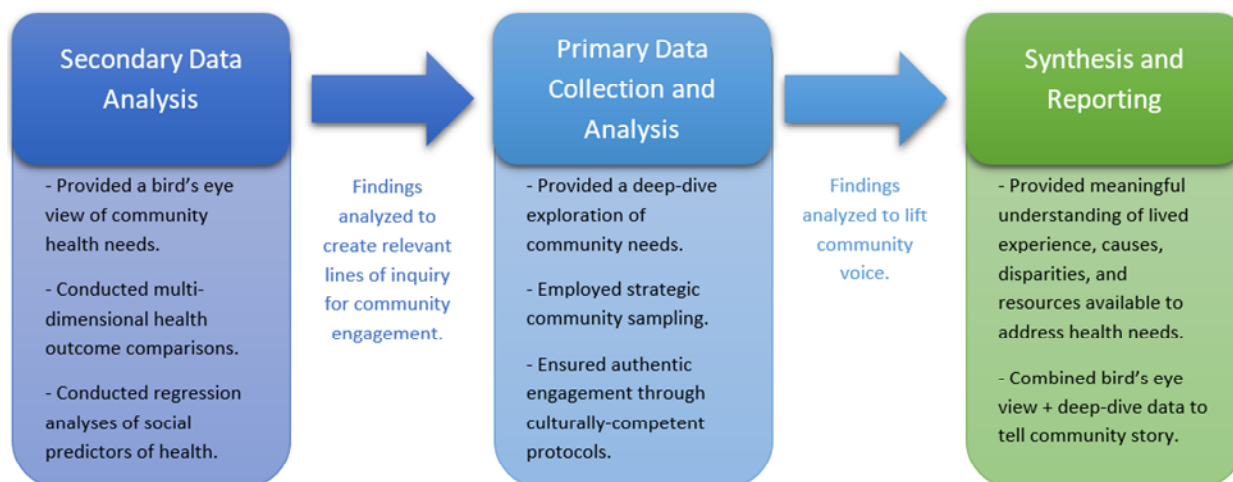 Secondary Data
Analysis
- Provided a bird's eye
view of community
health needs.
- Conducted multi-
dimensional health
outcome comparisons.
- Conducted regression
analyses of social
predictors of health.
Findings
analyzed to
create relevant
lines of inquiry
for community
engagement.
Primary Data
Collection and
Analysis
- Provided a deep-dive
exploration of
community needs.
- Employed strategic
community sampling.
- Ensured authentic
engagement through
culturally-competent
protocols.
Findings
analyzed to lift
community
voice.
Synthesis and
Reporting
- Provided meaningful
understanding of lived
experience, causes,
disparities, and
resources available to
address health needs.
- Combined bird's eye
view + deep-dive data to
tell community story.